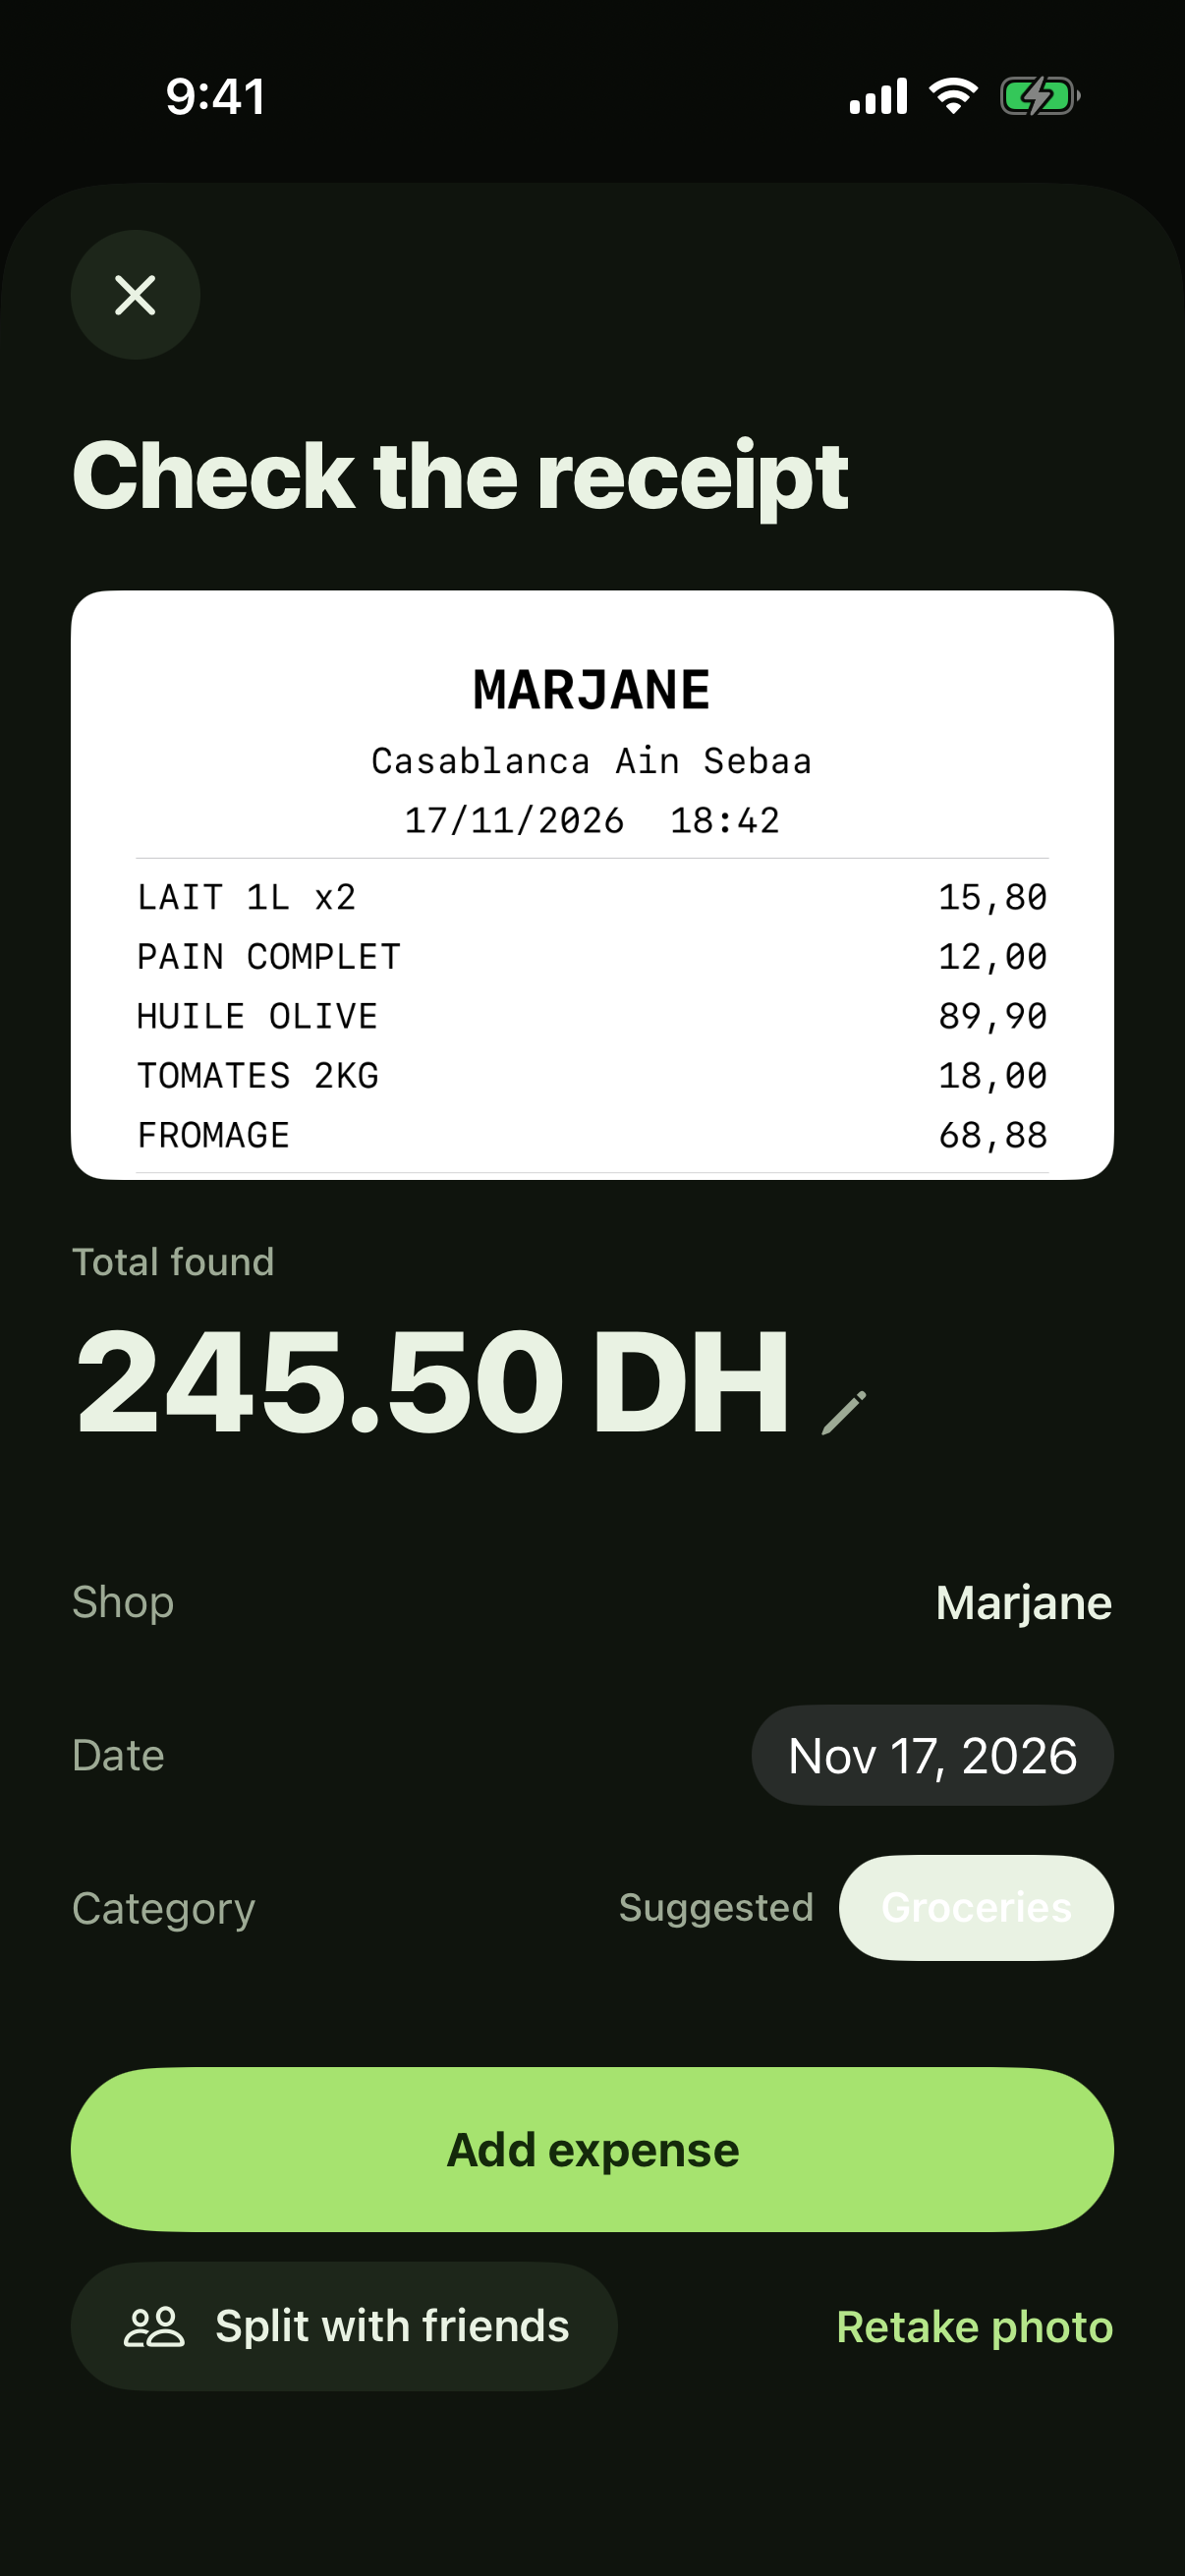 9:41
Check the receipt
MARJANE
Casablanca Ain Sebaa
17/11/2026 18:42
LAIT 1L x2 15,80
PAIN COMPLET 12,00
HUILE OLIVE 89,90
TOMATES 2KG 18,00
FROMAGE 68,88
Total found
245.50 DH
Shop Marjane
Date Nov 17, 2026
Category Suggested Groceries
Add expense
Split with friends Retake photo